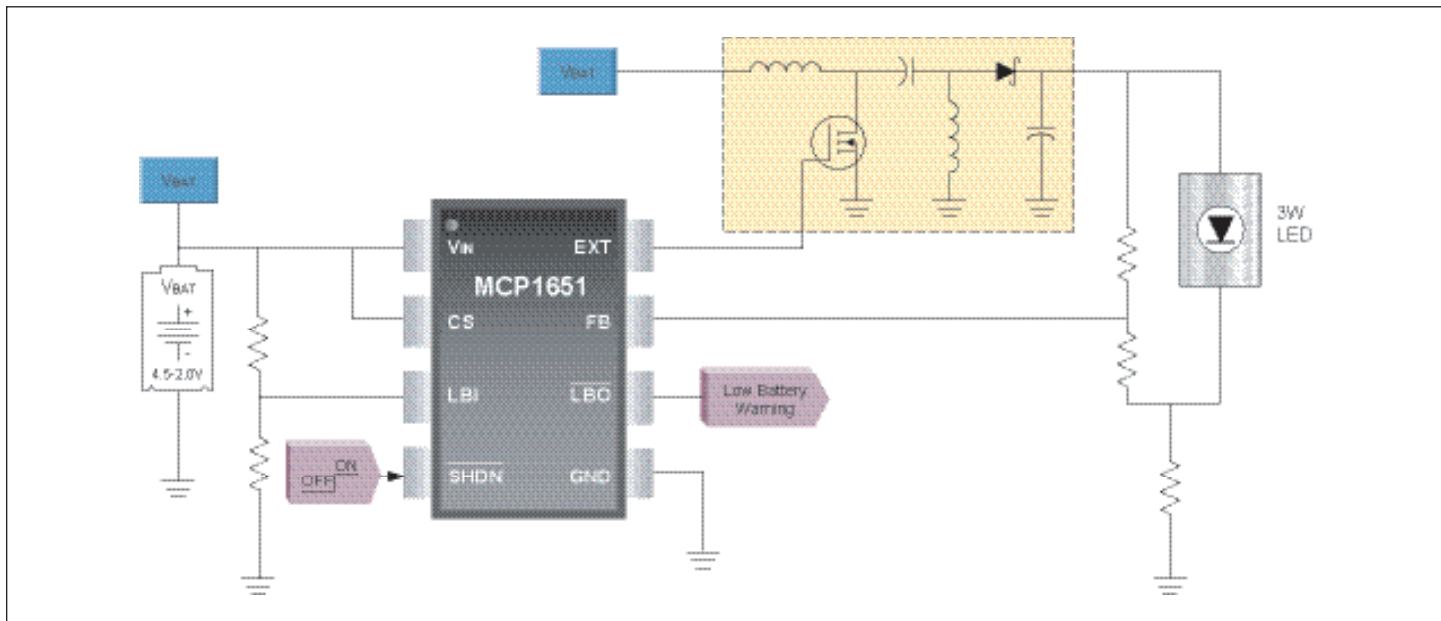 VBAT
VBAT
VIN
EXT
MCP1651
3W
LED
VBAT
+
-
4.5-2.0V
CS
FB
LBI
LBO
Low Battery
Warning
ON
OFF
SHDN
GND